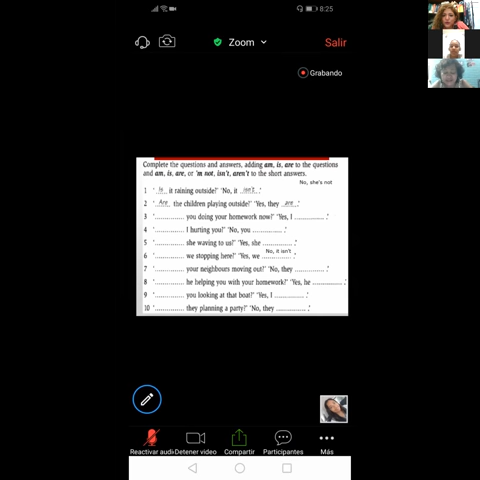 8:25
Zoom
Salir
Grabando
Complete the questions and answers, adding am, is, are to the questions
and am, is, are, or 'm not, isn't, aren't to the short answers.
No, she's not
1 ' Is it raining outside?' 'No, it isn't .'
2 ' Are the children playing outside?' 'Yes, they are .'
3 '............ you doing your homework now?' 'Yes, I ............ .'
4 '............ I hurting you?' 'No, you ............ .'
5 '............ she waving to us?' 'Yes, she ............ .'
No, it isn't
6 '............ we stopping here?' 'Yes, we ............ .'
7 '............ your neighbours moving out?' 'No, they ............ .'
8 '............ he helping you with your homework?' 'Yes, he ............ .'
9 '............ you looking at that boat?' 'Yes, I ............ .'
10 '............ they planning a party?' 'No, they ............ .'
Reactivar audi Detener video Compartir Participantes Más